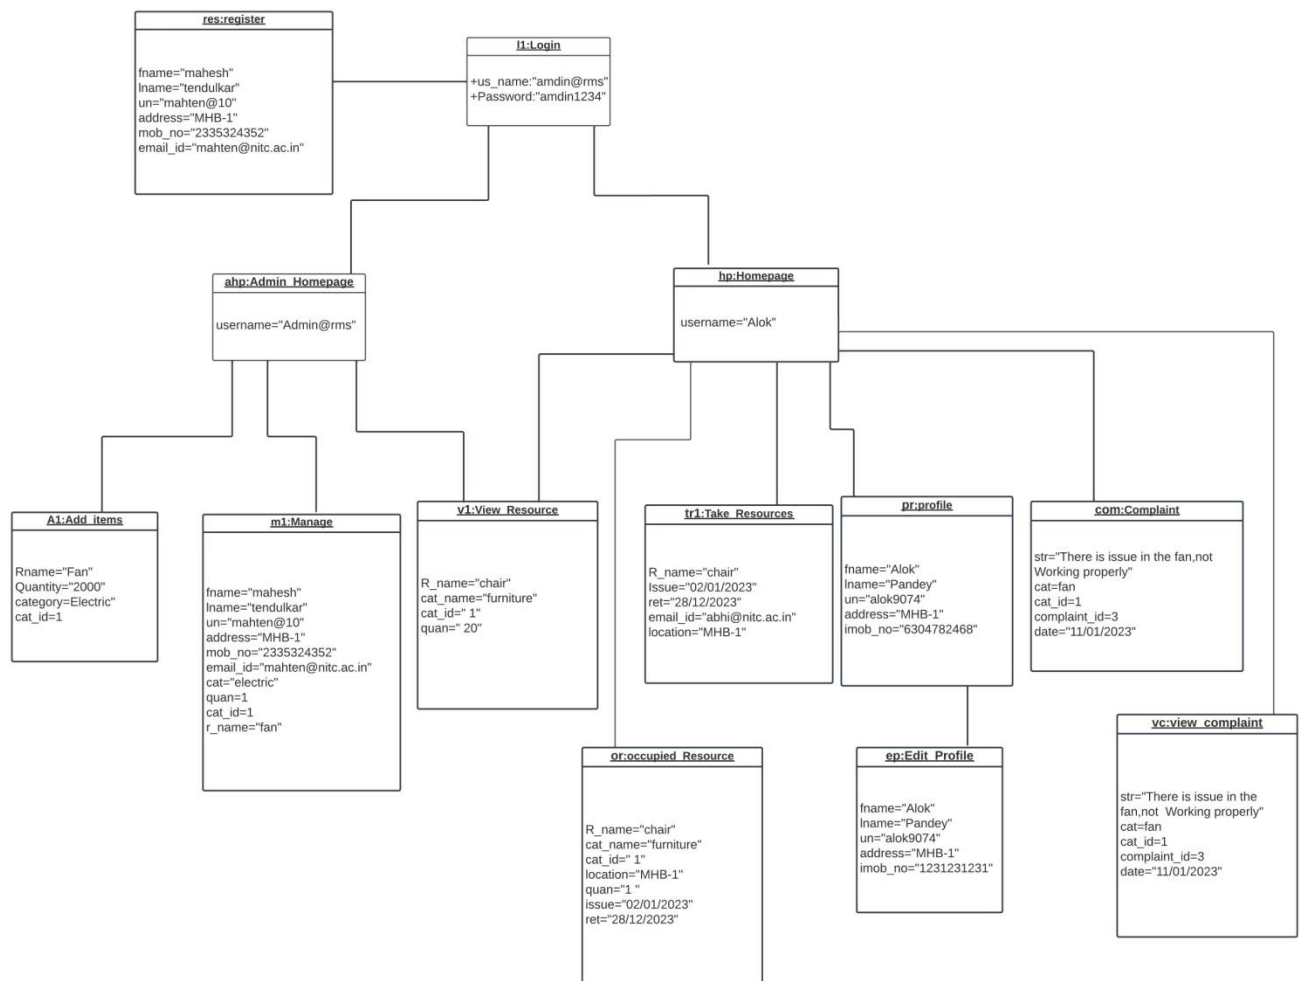 res:register
fname="mahesh"
lname="tendulkar"
un="mahten@10"
address="MHB-1"
mob_no="2335324352"
email_id="mahten@nitc.ac.in"
l1:Login
+us_name:"amdin@rms"
+Password:"amdin1234"
ahp:Admin_Homepage
username="Admin@rms"
hp:Homepage
username="Alok"
A1:Add_items
Rname="Fan"
Quantity="2000"
category=Electric"
cat_id=1
m1:Manage
fname="mahesh"
lname="tendulkar"
un="mahten@10"
address="MHB-1"
mob_no="2335324352"
email_id="mahten@nitc.ac.in"
cat="electric"
quan=1
cat_id=1
r_name="fan"
v1:View_Resource
R_name="chair"
cat_name="furniture"
cat_id=" 1"
quan=" 20"
tr1:Take_Resources
R_name="chair"
Issue="02/01/2023"
ret="28/12/2023"
email_id="abhi@nitc.ac.in"
location="MHB-1"
pr:profile
fname="Alok"
lname="Pandey"
un="alok9074"
address="MHB-1"
imob_no="6304782468"
com:Complaint
str="There is issue in the fan,not
Working properly"
cat=fan
cat_id=1
complaint_id=3
date="11/01/2023"
or:occupied_Resource
R_name="chair"
cat_name="furniture"
cat_id=" 1"
location="MHB-1"
quan="1 "
issue="02/01/2023"
ret="28/12/2023"
ep:Edit_Profile
fname="Alok"
lname="Pandey"
un="alok9074"
address="MHB-1"
imob_no="1231231231"
vc:view_complaint
str="There is issue in the
fan,not  Working properly"
cat=fan
cat_id=1
complaint_id=3
date="11/01/2023"